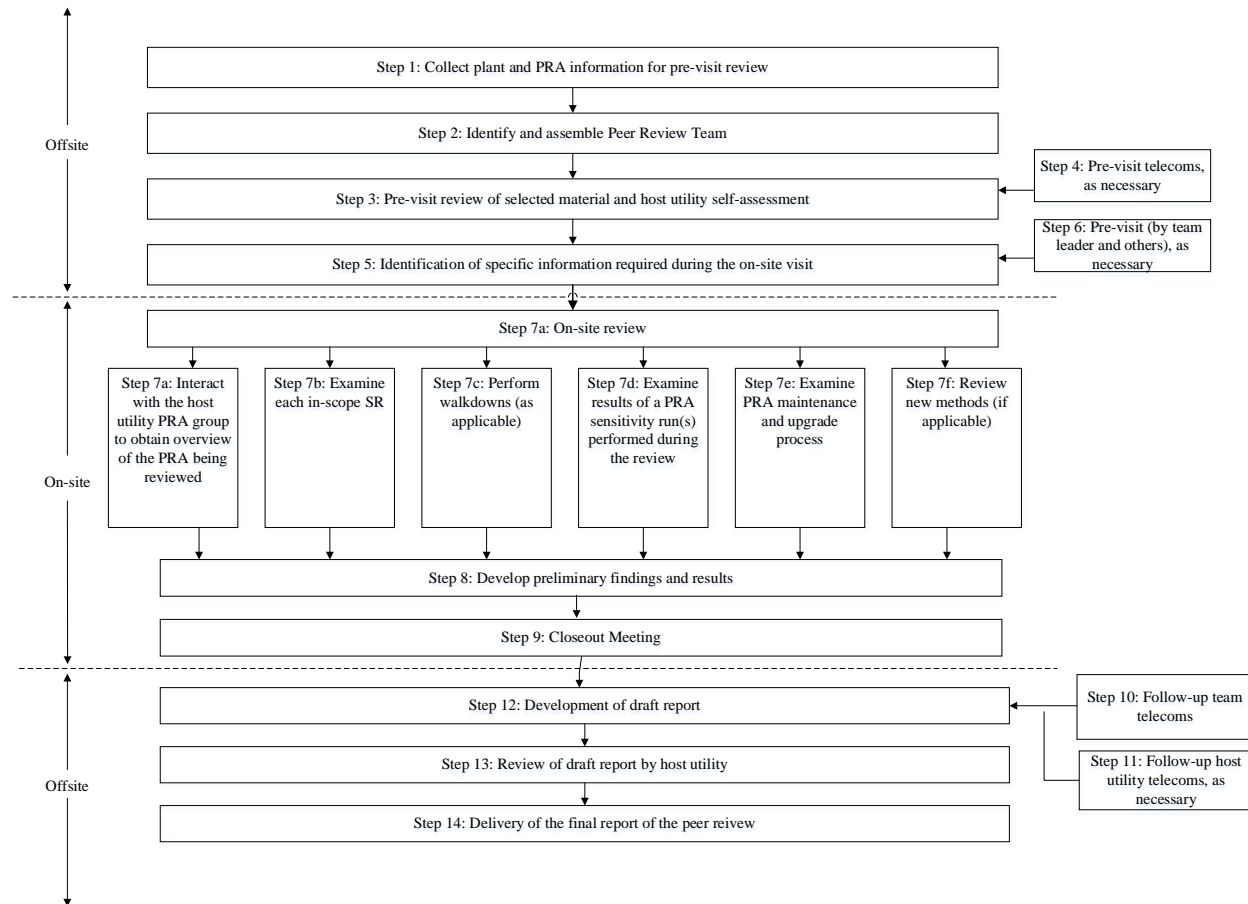 Step 1: Collect plant and PRA information for pre-visit review
Step 2: Identify and assemble Peer Review Team
Offsite
Step 4: Pre-visit telecoms,
as necessary
Step 3: Pre-visit review of selected material and host utility self-assessment
Step 6: Pre-visit (by team
leader and others), as
necessary
Step 5: Identification of specific information required during the on-site visit
Step 7a: On-site review
Step 7a: Interact
with the host
utility PRA group
to obtain overview
of the PRA being
reviewed
Step 7b: Examine
each in-scope SR
Step 7c: Perform
walkdowns (as
applicable)
Step 7d: Examine
results of a PRA
sensitivity run(s)
performed during
the review
Step 7e: Examine
PRA maintenance
and upgrade
process
Step 7f: Review
new methods (if
applicable)
On-site
Step 8: Develop preliminary findings and results
Step 9: Closeout Meeting
Step 12: Development of draft report
Step 10: Follow-up team
telecoms
Step 13: Review of draft report by host utility
Step 11: Follow-up host
utility telecoms, as
necessary
Offsite
Step 14: Delivery of the final report of the peer reivew